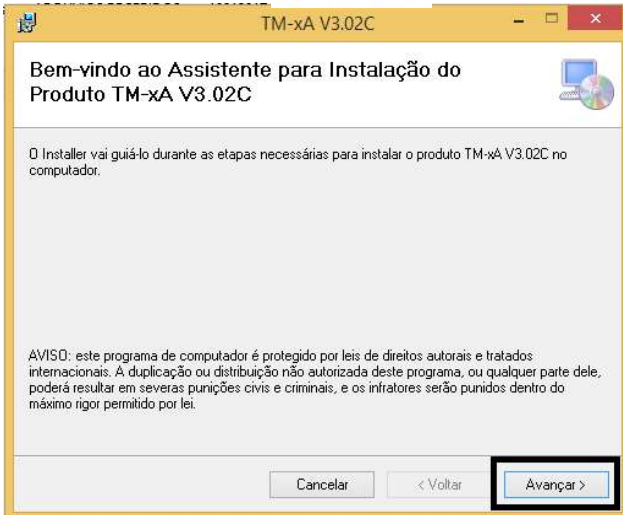 TM-xA V3.02C
Bem-vindo ao Assistente para Instalação do
Produto TM-xA V3.02C
O Installer vai guiá-lo durante as etapas necessárias para instalar o produto TM-xA V3.02C no
computador.
AVISO: este programa de computador é protegido por leis de direitos autorais e tratados
internacionais. A duplicação ou distribuição não autorizada deste programa, ou qualquer parte dele,
poderá resultar em severas punições civis e criminais, e os infratores serão punidos dentro do
máximo rigor permitido por lei.
Cancelar
< Voltar
Avançar >